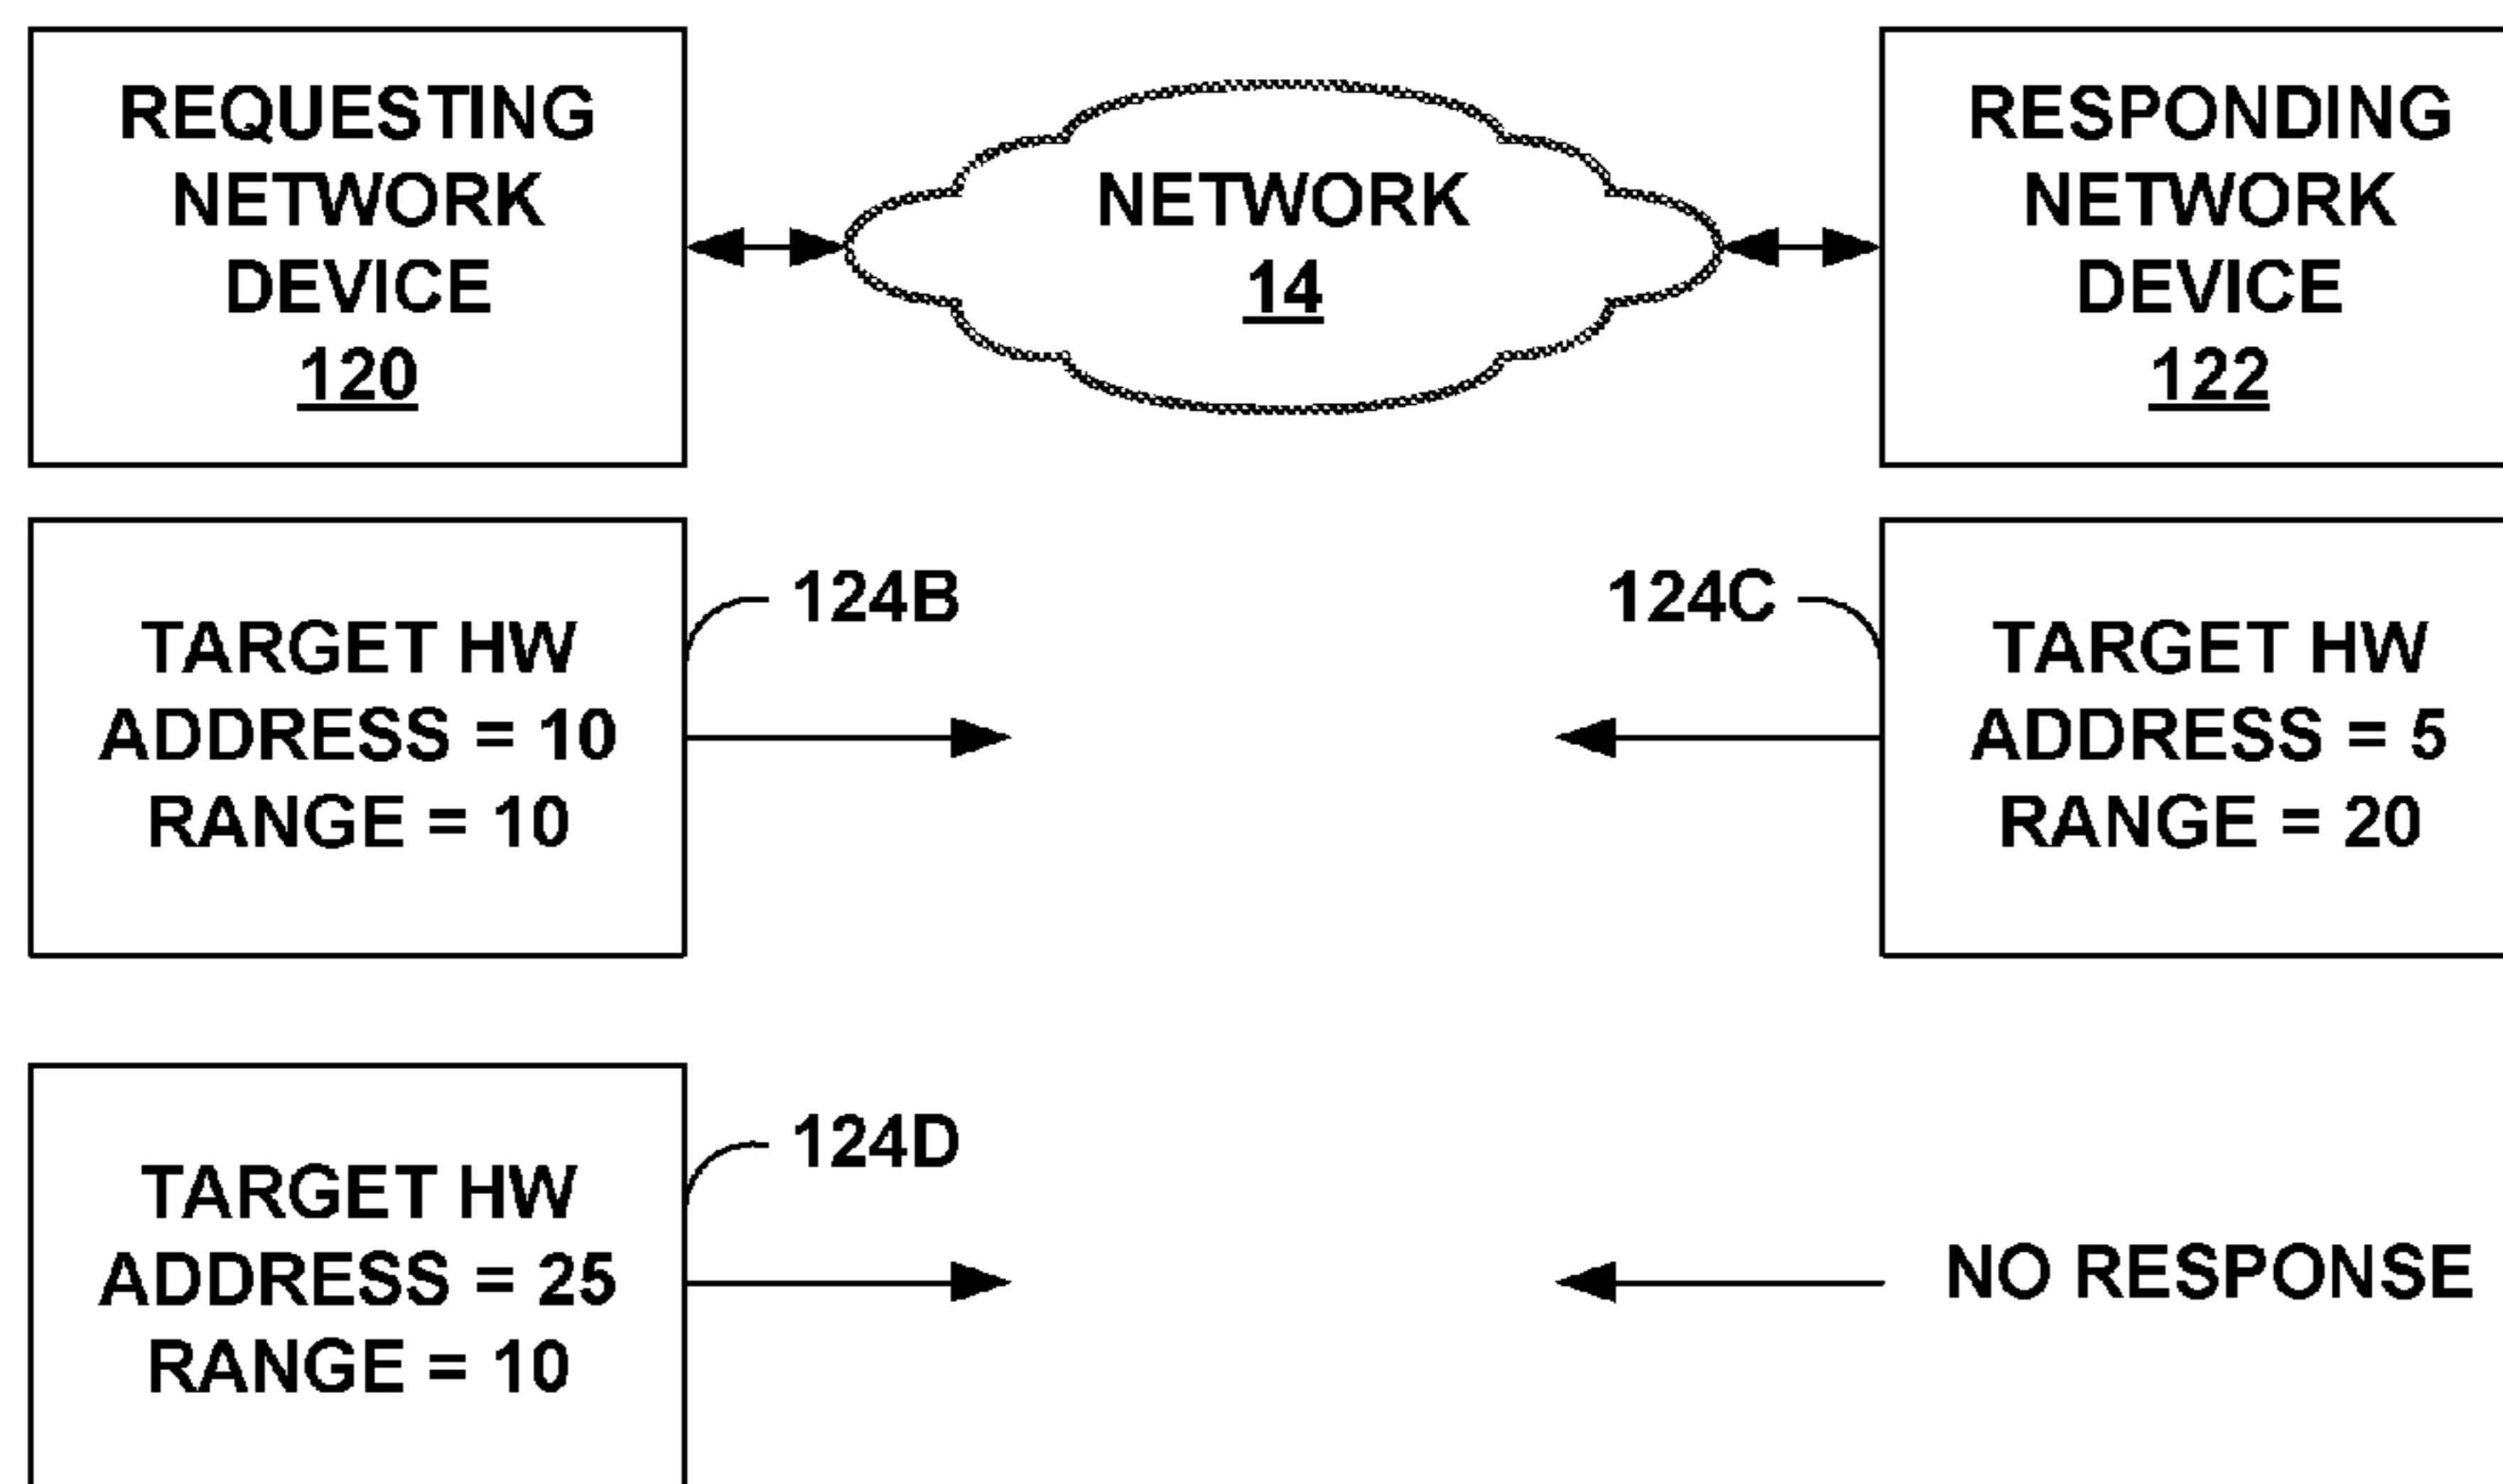 REQUESTING
NETWORK
DEVICE
120
NETWORK
14
RESPONDING
NETWORK
DEVICE
122
TARGET HW
ADDRESS = 10
RANGE = 10
124B
124C
TARGET HW
ADDRESS = 5
RANGE = 20
TARGET HW
ADDRESS = 25
RANGE = 10
124D
NO RESPONSE